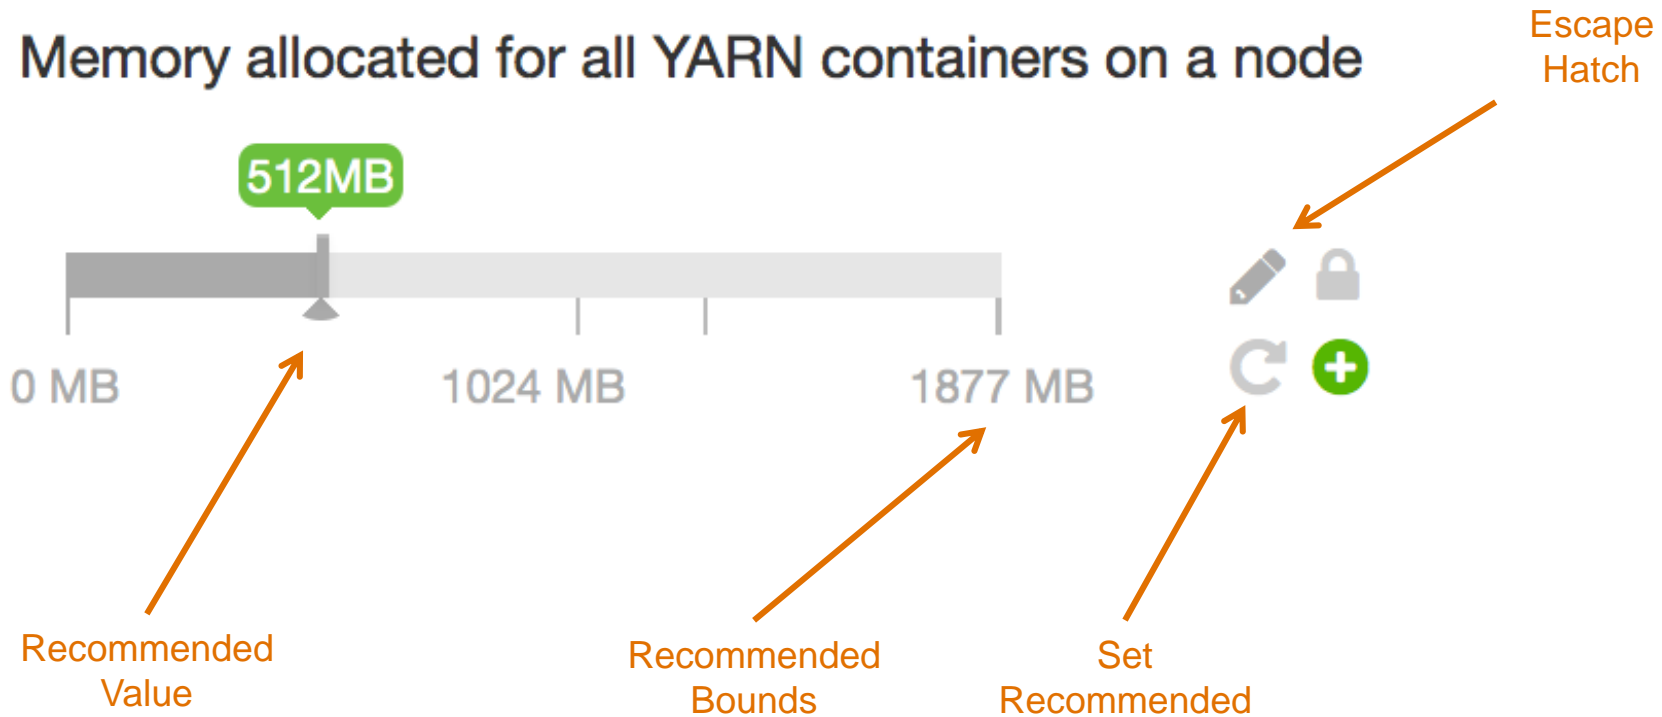 Escape
Hatch
Memory allocated for all YARN containers on a node
512MB
0 MB
1024 MB
1877 MB
Recommended
Value
Recommended
Bounds
Set
Recommended